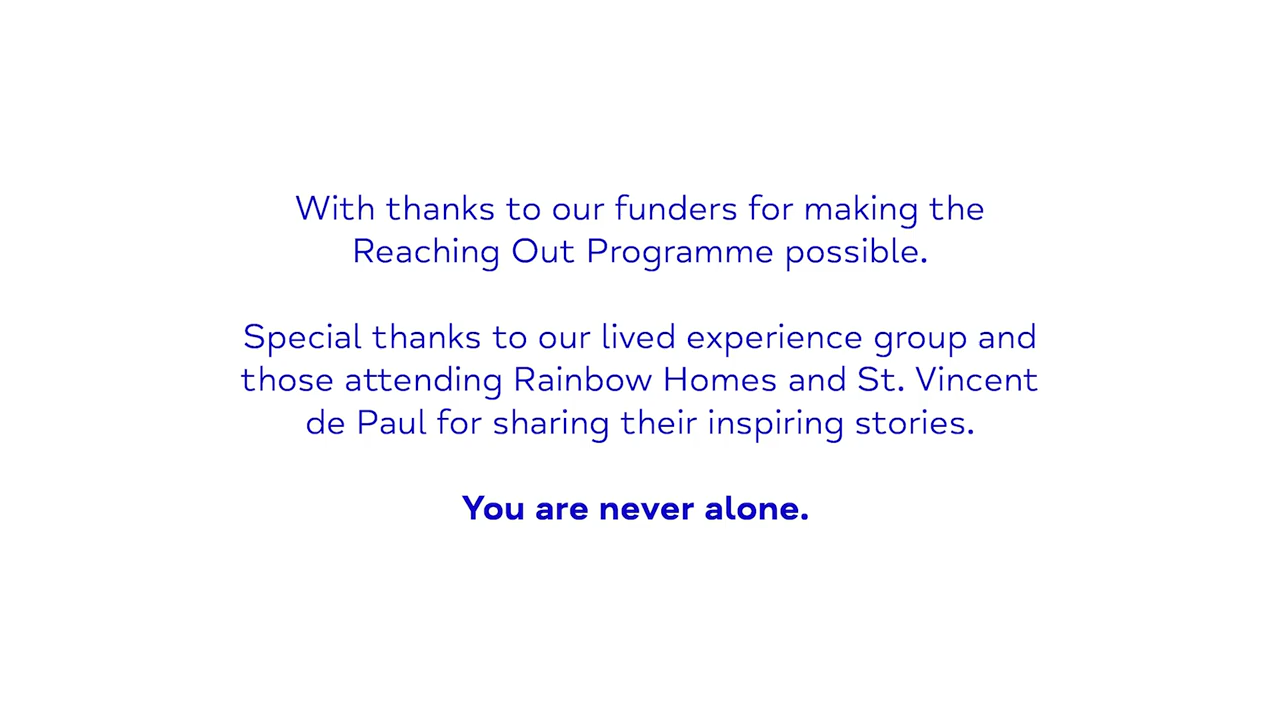 With thanks to our funders for making the
Reaching Out Programme possible.
Special thanks to our lived experience group and
those attending Rainbow Homes and St. Vincent
de Paul for sharing their inspiring stories.
You are never alone.